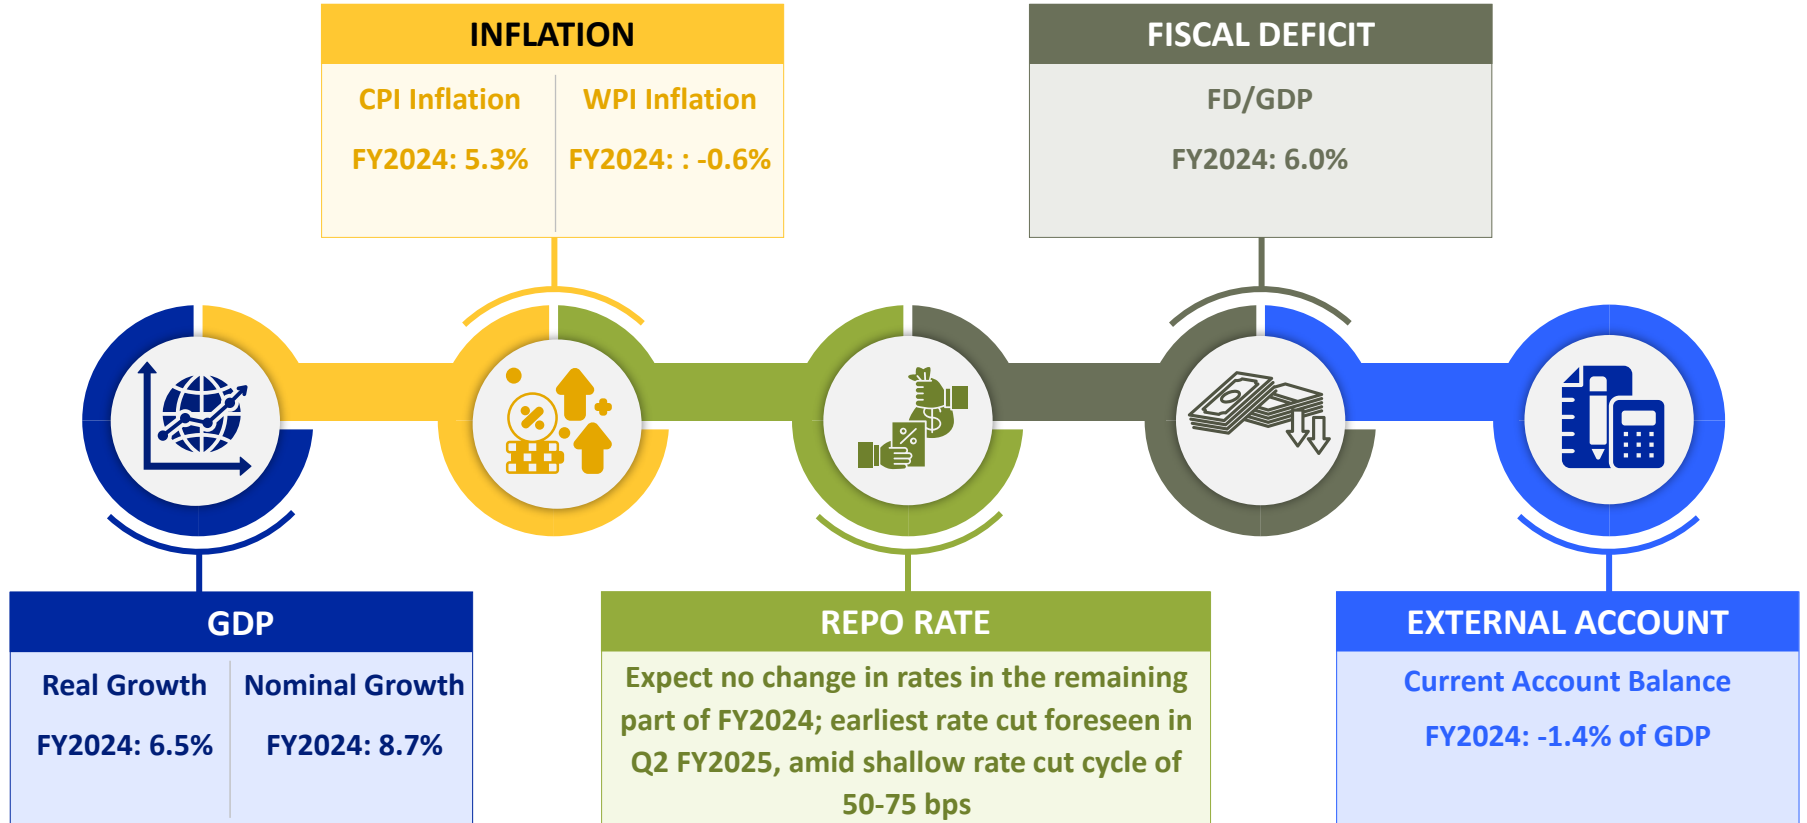 INFLATION
CPI Inflation
FY2024: 5.3%
WPI Inflation
FY2024: : -0.6%
FISCAL DEFICIT
FD/GDP
FY2024: 6.0%
GDP
Real Growth
FY2024: 6.5%
Nominal Growth
FY2024: 8.7%
REPO RATE
Expect no change in rates in the remaining
part of FY2024; earliest rate cut foreseen in
Q2 FY2025, amid shallow rate cut cycle of
50-75 bps
EXTERNAL ACCOUNT
Current Account Balance
FY2024: -1.4% of GDP